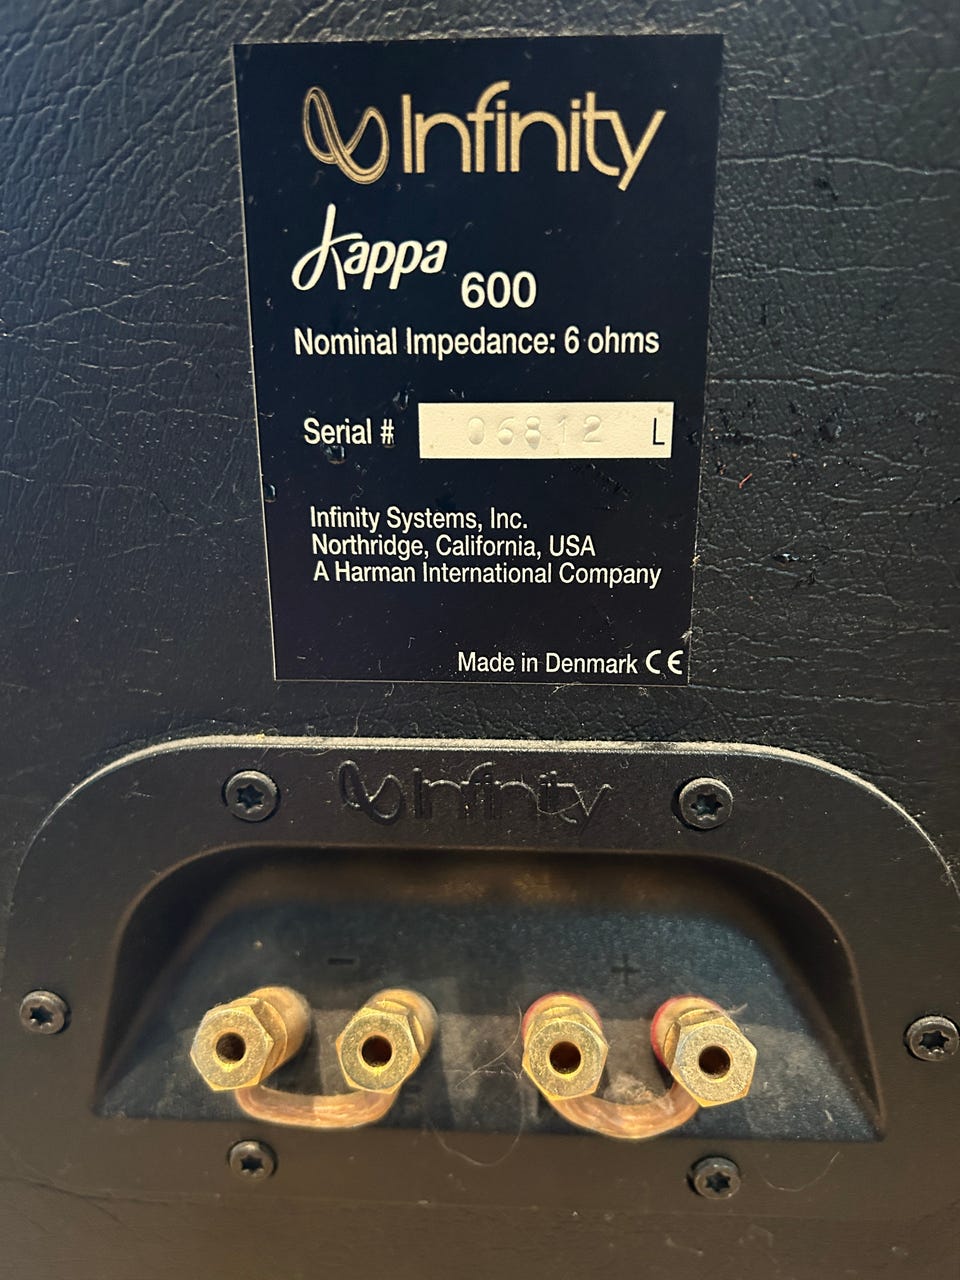 Infinity
Kappa 600
Nominal Impedance: 6 ohms
Serial # 06812 L
Infinity Systems, Inc.
Northridge, California, USA
A Harman International Company
Made in Denmark CE
Infinity
- +